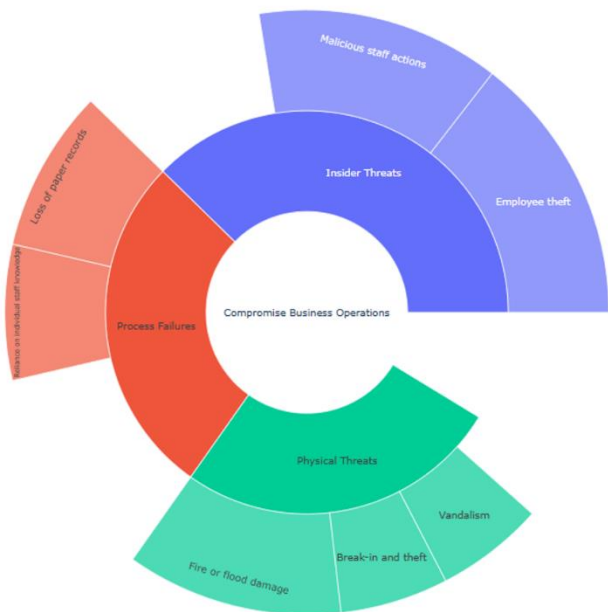 Malicious staff actions
Insider Threats
Employee theft
Loss of paper records
Reliance on individual staff knowledge
Process Failures
Compromise Business Operations
Physical Threats
Fire or flood damage
Break-in and theft
Vandalism